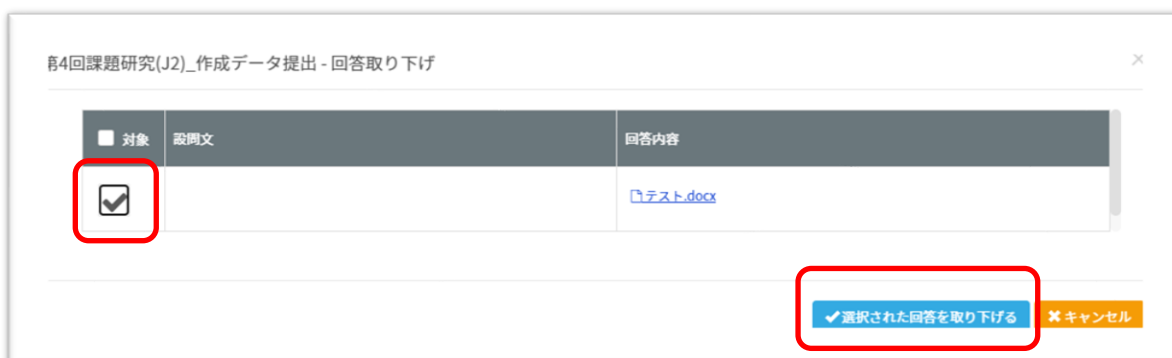 第4回課題研究(J2)_作成データ提出 - 回答取り下げ
対象 設問文 回答内容
テスト.docx
選択された回答を取り下げる キャンセル